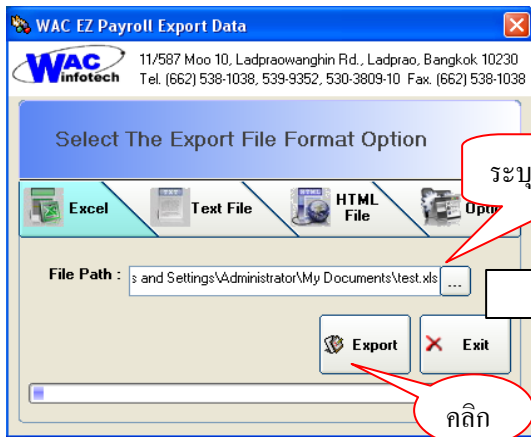 WAC EZ Payroll Export Data
WAC infotech
11/587 Moo 10, Ladpraowanghin Rd., Ladprao, Bangkok 10230
Tel. (662) 538-1038, 539-9352, 530-3809-10 Fax. (662) 538-1038
Select The Export File Format Option
ระบุ
Excel
Text File
HTML File
File Path :
s and Settings\Administrator\My Documents\test.xls
...
Export
Exit
คลิก